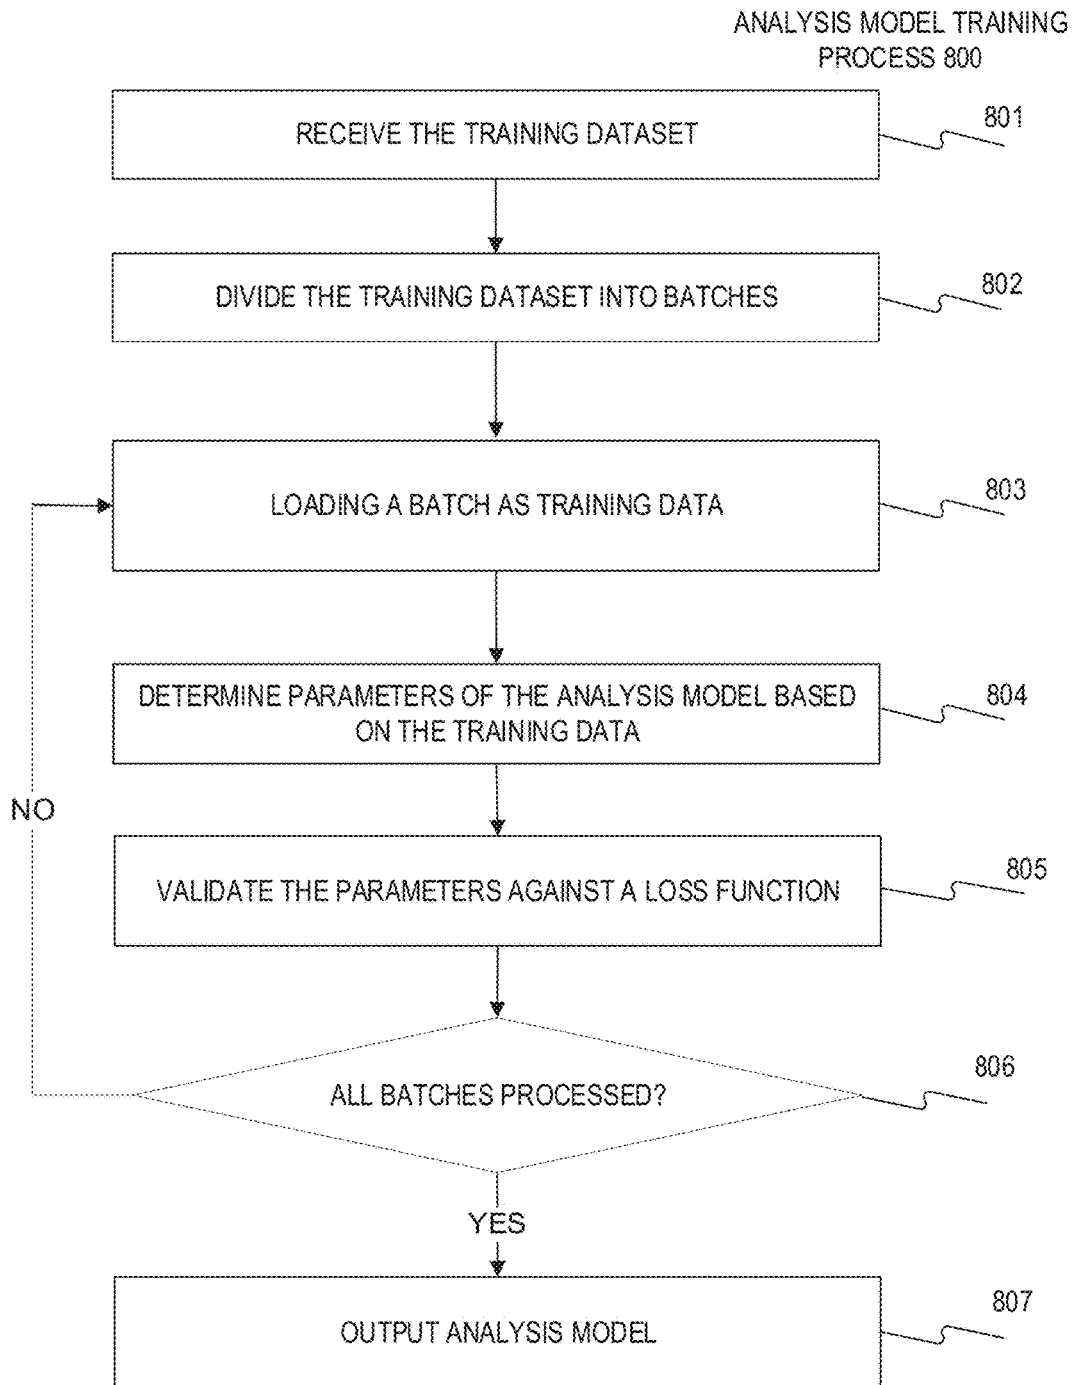 ANALYSIS MODEL TRAINING
PROCESS 800
RECEIVE THE TRAINING DATASET
801
DIVIDE THE TRAINING DATASET INTO BATCHES
802
LOADING A BATCH AS TRAINING DATA
803
DETERMINE PARAMETERS OF THE ANALYSIS MODEL BASED
ON THE TRAINING DATA
804
NO
VALIDATE THE PARAMETERS AGAINST A LOSS FUNCTION
805
ALL BATCHES PROCESSED?
806
YES
OUTPUT ANALYSIS MODEL
807